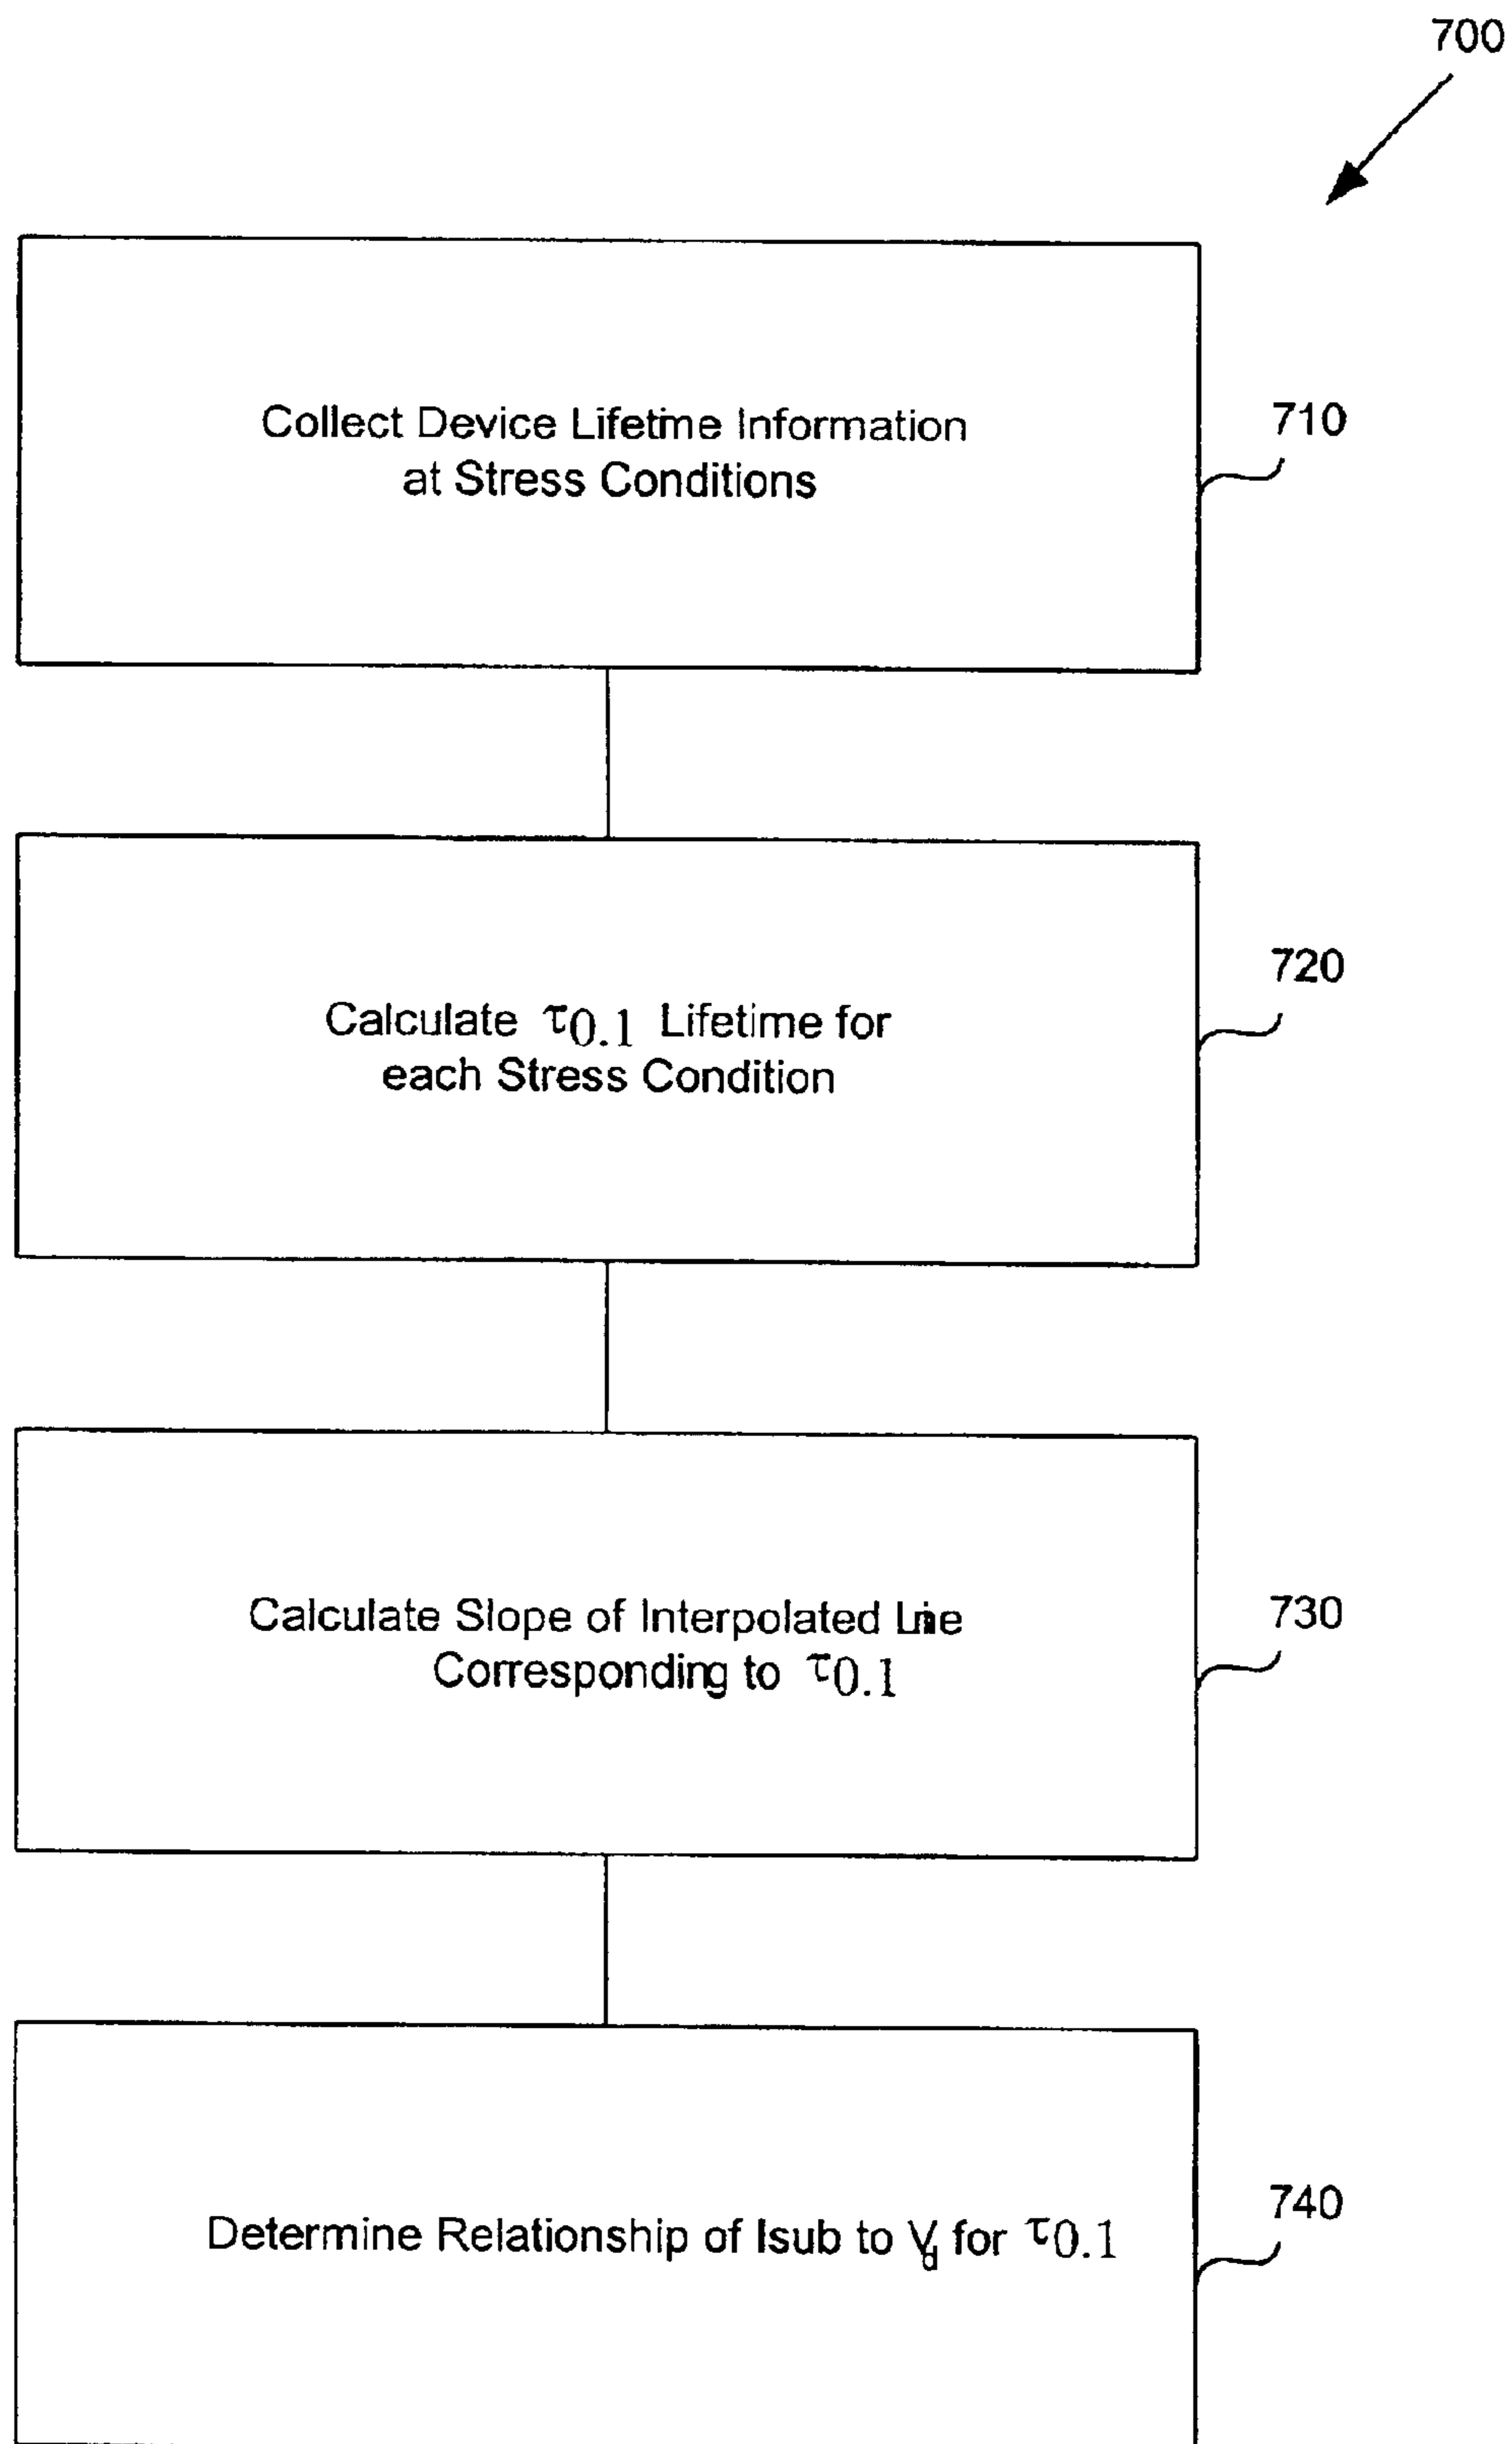 700
Collect Device Lifetime Information
at Stress Conditions
710
Calculate τ0.1 Lifetime for
each Stress Condition
720
Calculate Slope of Interpolated Line
Corresponding to τ0.1
730
Determine Relationship of Isub to Vd for τ0.1
740